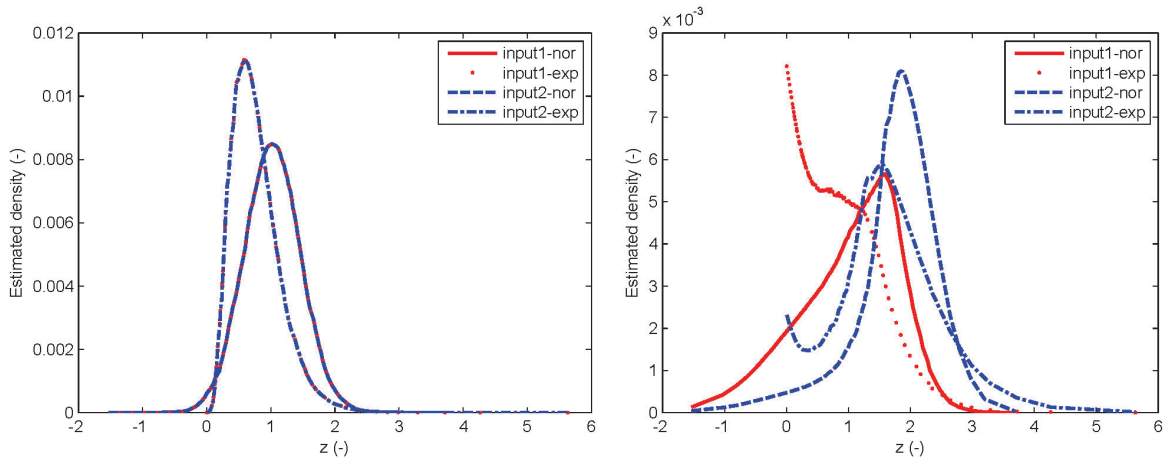 0.012
0.01
0.008
0.006
0.004
0.002
0
-2 -1 0 1 2 3 4 5 6
Estimated density (-)
z (-)
input1-nor
input1-exp
input2-nor
input2-exp
x 10⁻³
9
8
7
6
5
4
3
2
1
0
-2 -1 0 1 2 3 4 5 6
Estimated density (-)
z (-)
input1-nor
input1-exp
input2-nor
input2-exp